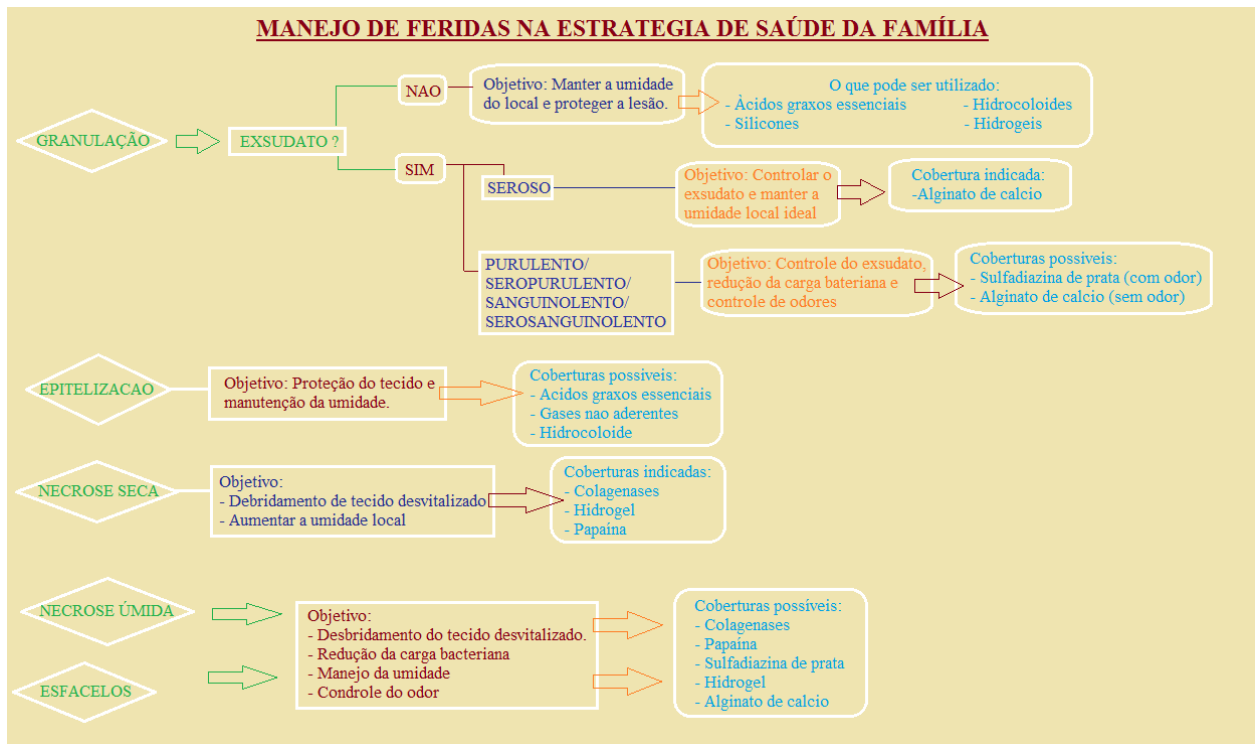 MANEJO DE FERIDAS NA ESTRATEGIA DE SAÚDE DA FAMÍLIA
GRANULAÇÃO
EXSUDATO ?
NAO
Objetivo: Manter a umidade
do local e proteger a lesão.
O que pode ser utilizado:
- Ácidos graxos essenciais
- Hidrocoloides
- Silicones
- Hidrogeis
SIM
SEROSO
Objetivo: Controlar o
exsudato e manter a
umidade local ideal
Cobertura indicada:
-Alginato de calcio
PURULENTO/
SEROPURULENTO/
SANGUINOLENTO/
SEROSANGUINOLENTO
Objetivo: Controle do exsudato,
redução da carga bateriana e
controle de odores
Coberturas possiveis:
- Sulfadiazina de prata (com odor)
- Alginato de calcio (sem odor)
EPITELIZACAO
Objetivo: Proteção do tecido e
manutenção da umidade.
Coberturas possiveis:
- Acidos graxos essenciais
- Gases nao aderentes
- Hidrocoloide
NECROSE SECA
Objetivo:
- Debridamento de tecido desvitalizado
- Aumentar a umidade local
Coberturas indicadas:
- Colagenases
- Hidrogel
- Papaína
NECROSE ÚMIDA
ESFACELOS
Objetivo:
- Desbridamento do tecido desvitalizado.
- Redução da carga bacteriana
- Manejo da umidade
- Condrole do odor
Coberturas possíveis:
- Colagenases
- Papaína
- Sulfadiazina de prata
- Hidrogel
- Alginato de calcio